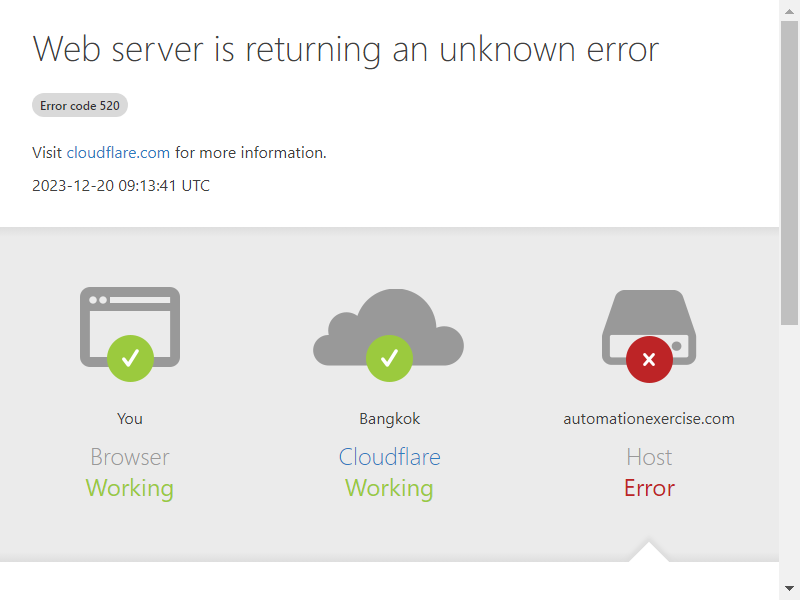 Web server is returning an unknown error
Error code 520
Visit cloudflare.com for more information.
2023-12-20 09:13:41 UTC
You
Browser
Working
Bangkok
Cloudflare
Working
automationexercise.com
Host
Error